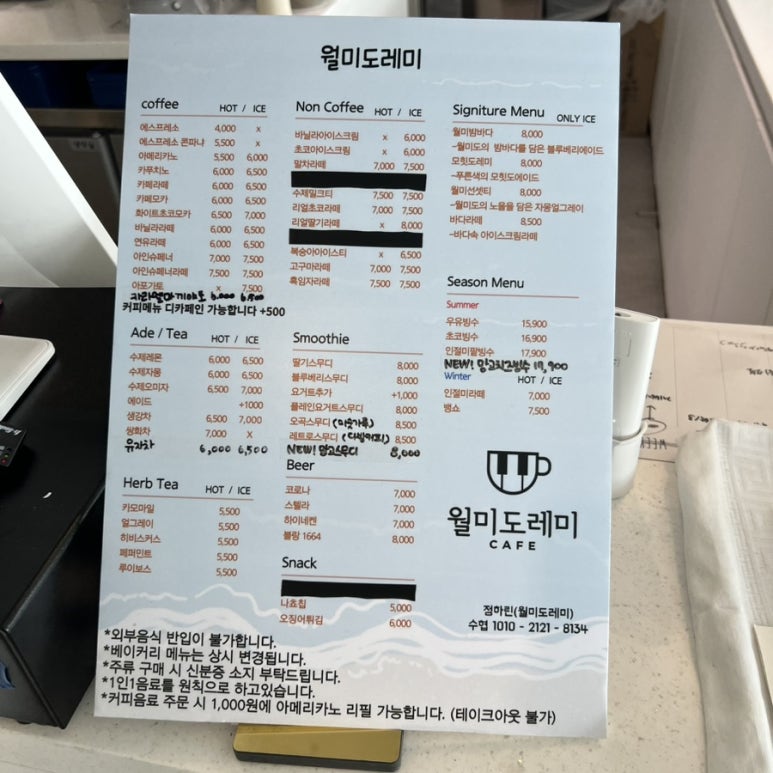 월미도레미
coffee HOT / ICE
에스프레소 4,000 x
에스프레소 콘파냐 5,500 x
아메리카노 5,500 6,000
카푸치노 6,000 6,500
카페라떼 6,000 6,500
카페모카 6,000 6,500
화이트초코모카 6,500 7,000
바닐라라떼 6,000 6,500
연유라떼 6,000 6,500
아인슈페너 7,000 7,500
아인슈페너라떼 7,500 7,500
아포가토 x 7,500
6,000 6,500
커피메뉴 디카페인 가능합니다 +500
Ade / Tea HOT / ICE
수제레몬 6,000 6,500
수제자몽 6,000 6,500
수제오미자 6,500 7,000
에이드 +1000
생강차 6,500 7,000
쌍화차 7,000 X
유자차 6,000 6,500
Herb Tea HOT / ICE
카모마일 5,500
얼그레이 5,500
히비스커스 5,500
페퍼민트 5,500
루이보스 5,500
Non Coffee HOT / ICE
바닐라아이스크림 x 6,000
초코아이스크림 x 6,000
말차라떼 7,000 7,500
수제밀크티 7,500 7,500
리얼초코라떼 7,000 7,500
리얼딸기라떼 x 8,000
복숭아아이스티 x 6,500
고구마라떼 7,000 7,500
흑임자라떼 7,000 7,500
Smoothie
딸기스무디 8,000
블루베리스무디 8,000
요거트추가 +1,000
플레인요거트스무디 8,000
오곡스무디 (미숫가루) 8,500
레트로스무디 (다방커피) 8,500
NEW! 망고스무디 8,000
Beer
코로나 7,000
스텔라 7,000
하이네켄 7,000
블랑 1664 8,000
Snack
나쵸칩 5,000
오징어튀김 6,000
Signiture Menu ONLY ICE
월미밤바다 8,000
~월미도의 밤바다를 담은 블루베리에이드
모힛도레미 8,000
~푸른색의 모힛도에이드
월미선셋티 8,000
~월미도의 노을을 담은 자몽얼그레이
바다라떼 8,500
~바다속 아이스크림라떼
Season Menu
Summer
우유빙수 15,900
초코빙수 16,900
인절미팥빙수 17,900
NEW! 망고치즈빙수 17,900
Winter HOT / ICE
인절미라떼 7,000
뱅쇼 7,500
월미도레미
CAFE
점하린(월미도레미)
수협 1010 - 2121 - 8134
*외부음식 반입이 불가합니다.
*베이커리 메뉴는 상시 변경됩니다.
*주류 구매 시 신분증 소지 부탁드립니다.
*1인1음료를 원칙으로 하고있습니다.
*커피음료 주문 시 1,000원에 아메리카노 리필 가능합니다. (테이크아웃 불가)